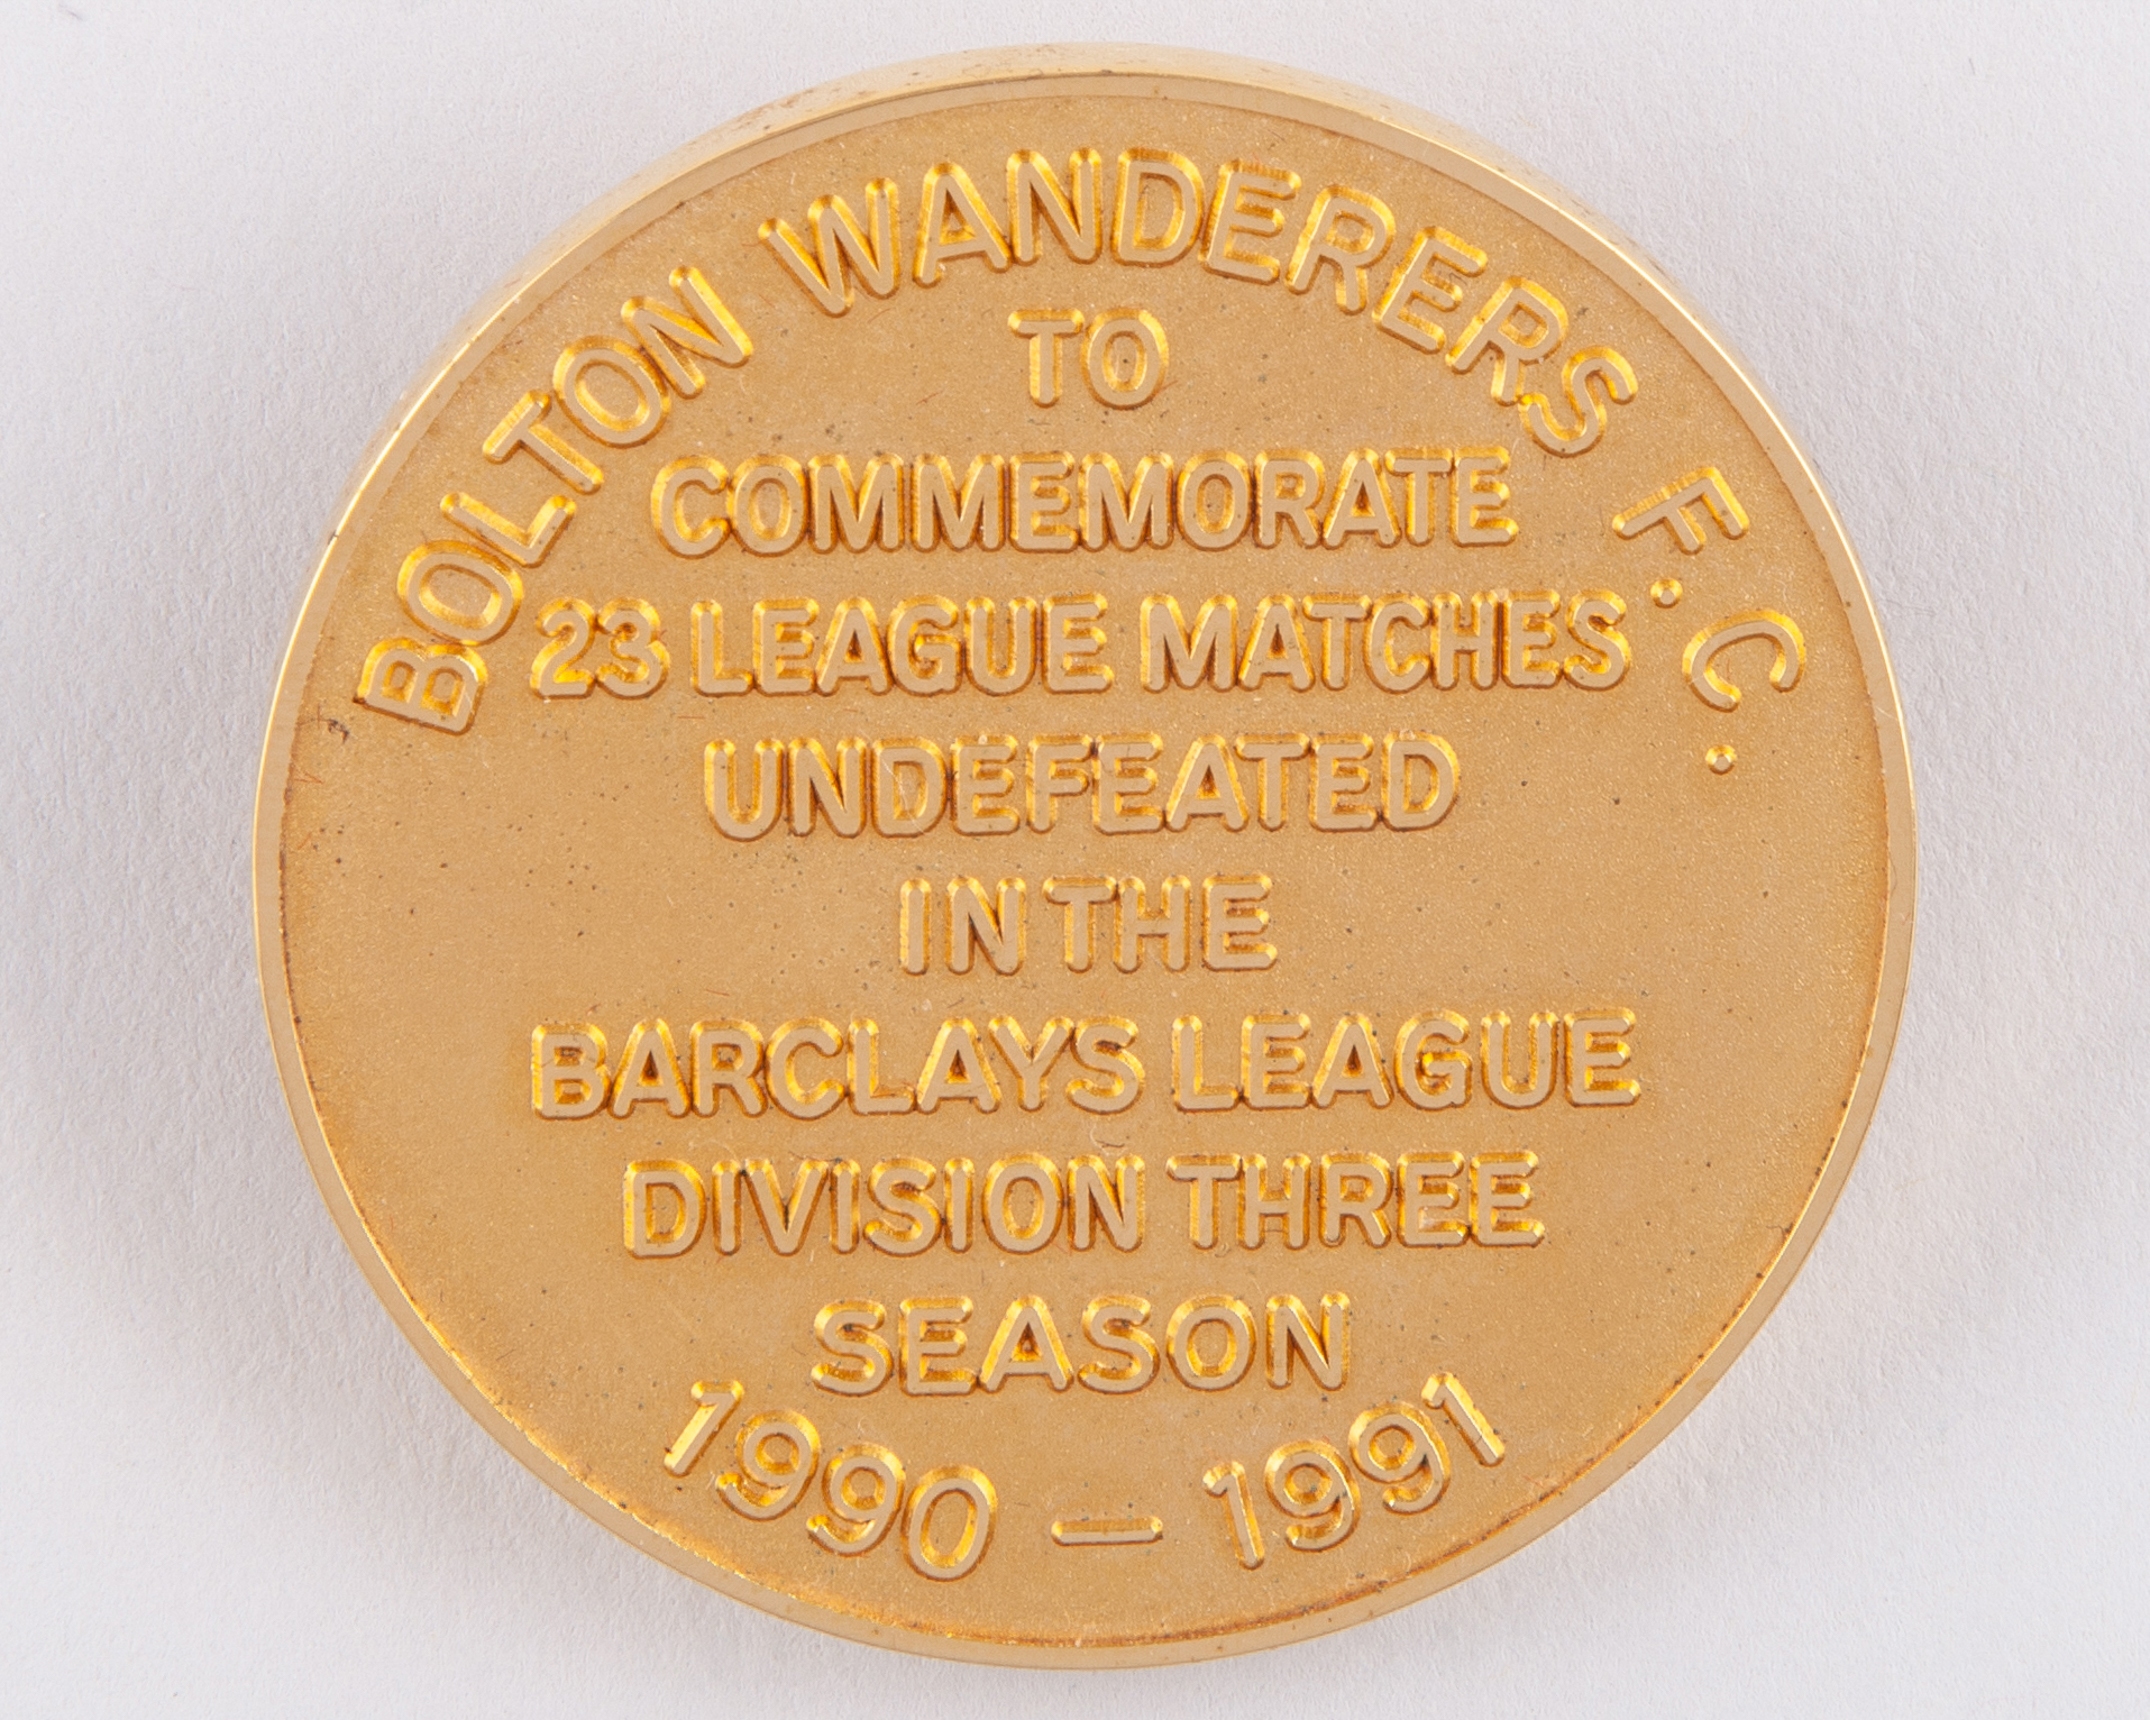 BOLTON WANDERERS F.C.
TO
COMMEMORATE
23 LEAGUE MATCHES
UNDEFEATED
IN THE
BARCLAYS LEAGUE
DIVISION THREE
SEASON
1990 – 1991